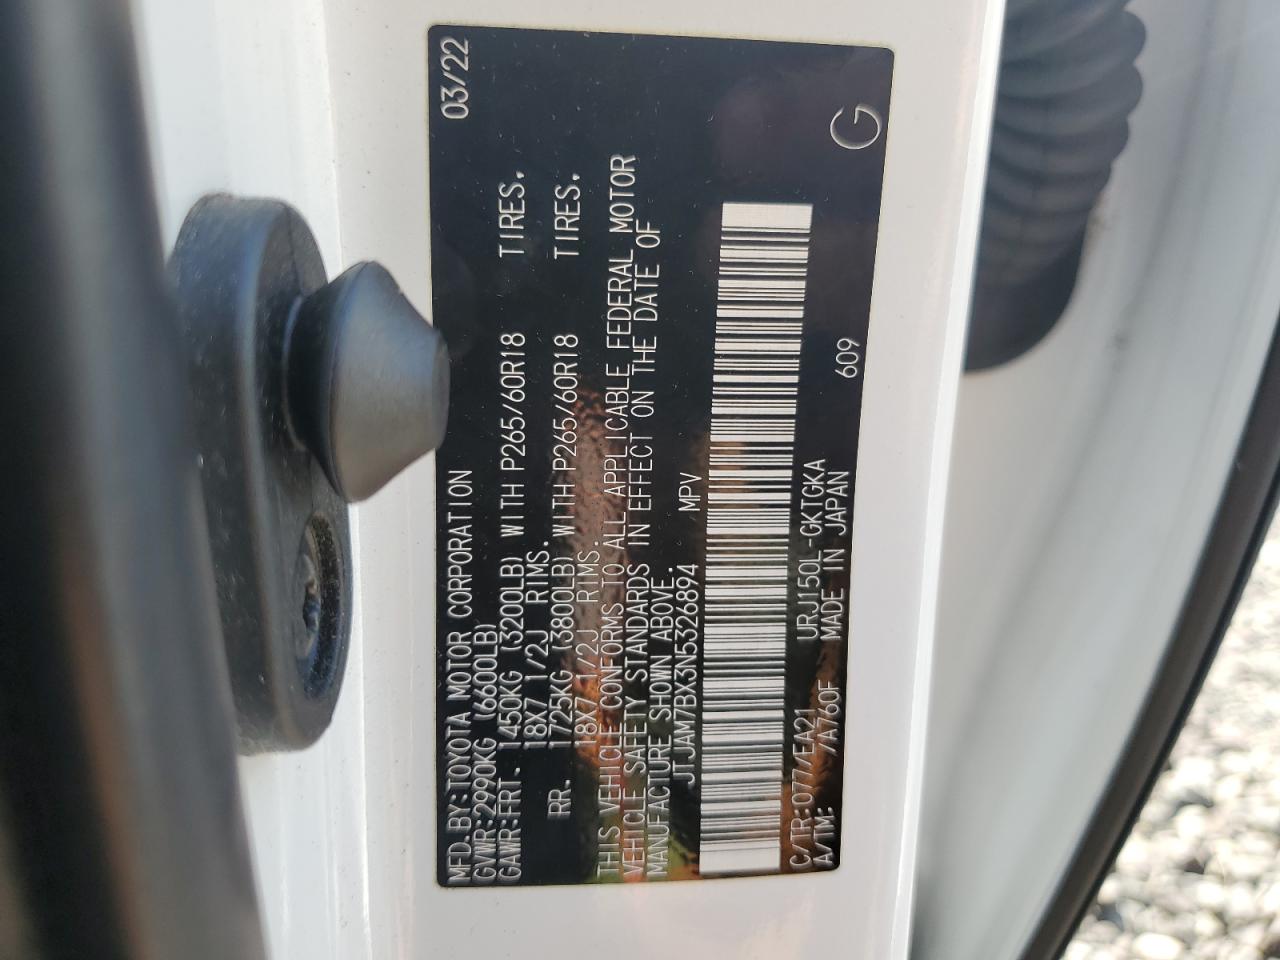 MFD.BY:TOYOTA MOTOR CORPORATION 03/22
GVWR:2990KG (6600LB)
GAWR:FRT. 1450KG (3200LB) WITH P265/60R18 TIRES.
18X7 1/2J RIMS.
RR. 1725KG (3800LB) WITH P265/60R18 TIRES.
18X7 1/2J RIMS.
THIS VEHICLE CONFORMS TO ALL APPLICABLE FEDERAL MOTOR
VEHICLE SAFETY STANDARDS IN EFFECT ON THE DATE OF
MANUFACTURE SHOWN ABOVE.
JTJAM7BX3N5326894 MPV
URJ150L-GKTGKA
C/TR:077/EA21
A/TM: /A760F MADE IN JAPAN 609
G